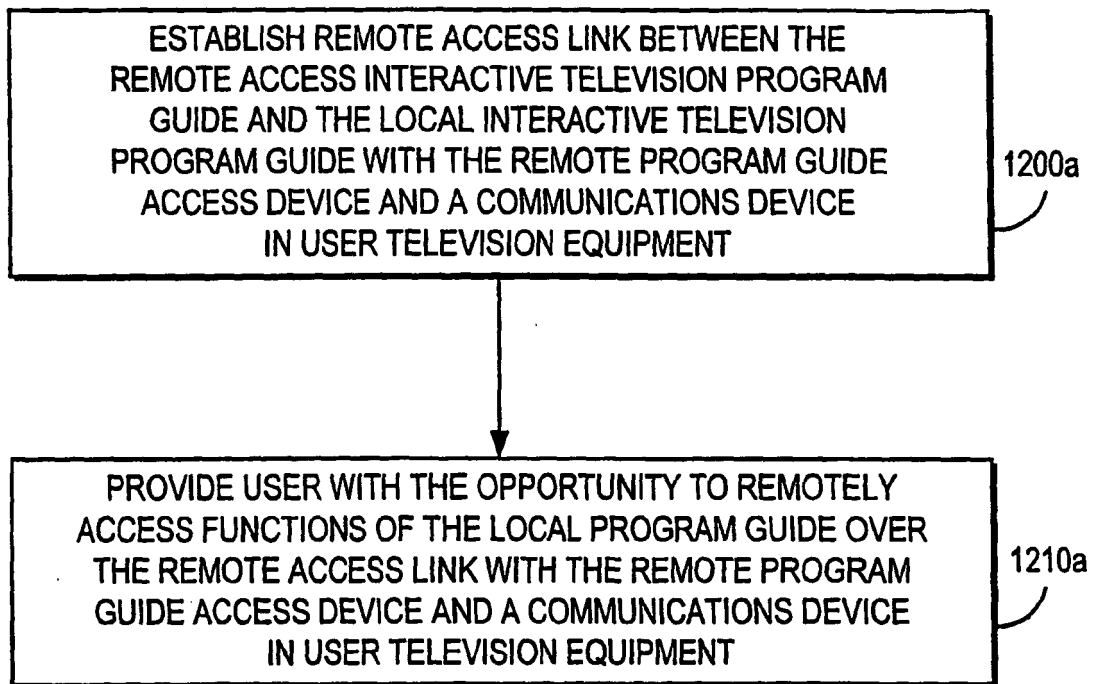 ESTABLISH REMOTE ACCESS LINK BETWEEN THE
REMOTE ACCESS INTERACTIVE TELEVISION PROGRAM
GUIDE AND THE LOCAL INTERACTIVE TELEVISION
PROGRAM GUIDE WITH THE REMOTE PROGRAM GUIDE
ACCESS DEVICE AND A COMMUNICATIONS DEVICE
IN USER TELEVISION EQUIPMENT
1200a
PROVIDE USER WITH THE OPPORTUNITY TO REMOTELY
ACCESS FUNCTIONS OF THE LOCAL PROGRAM GUIDE OVER
THE REMOTE ACCESS LINK WITH THE REMOTE PROGRAM
GUIDE ACCESS DEVICE AND A COMMUNICATIONS DEVICE
IN USER TELEVISION EQUIPMENT
1210a